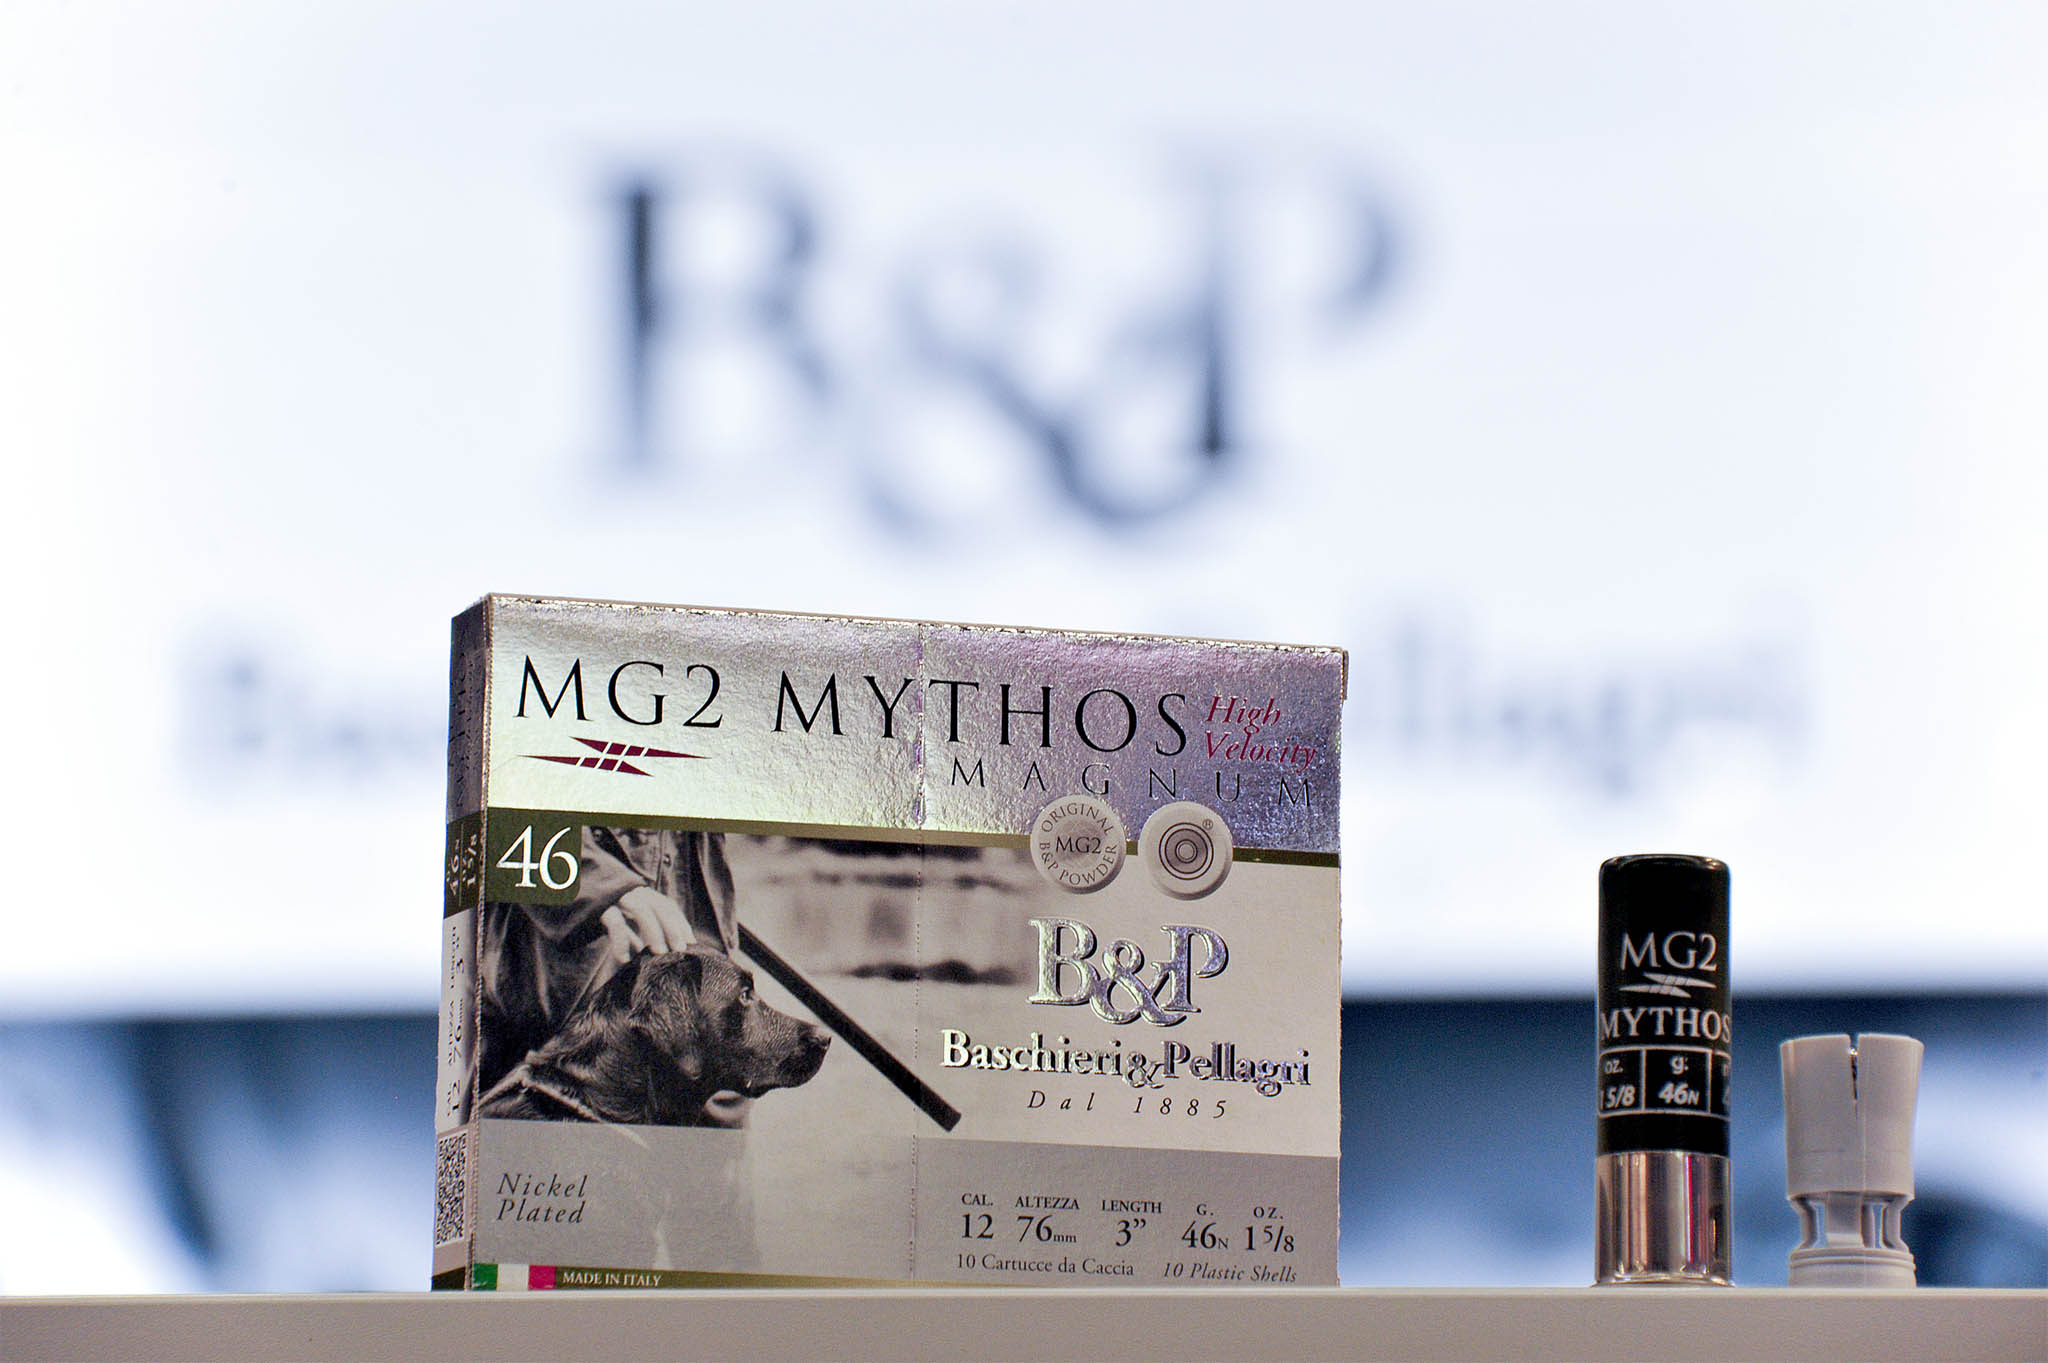 B&P
MG2 MYTHOS High
Velocity
MAGNUM
46
ORIGINAL
MG2
B&P POWDER
®
B&P
Baschieri&Pellagri
Dal 1885
Nickel
Plated
CAL. ALTEZZA LENGTH G. OZ.
12 76mm 3” 46N 1 5/8
10 Cartucce da Caccia 10 Plastic Shells
MADE IN ITALY
MG2
MYTHOS
oz. g.
1 5/8 46N